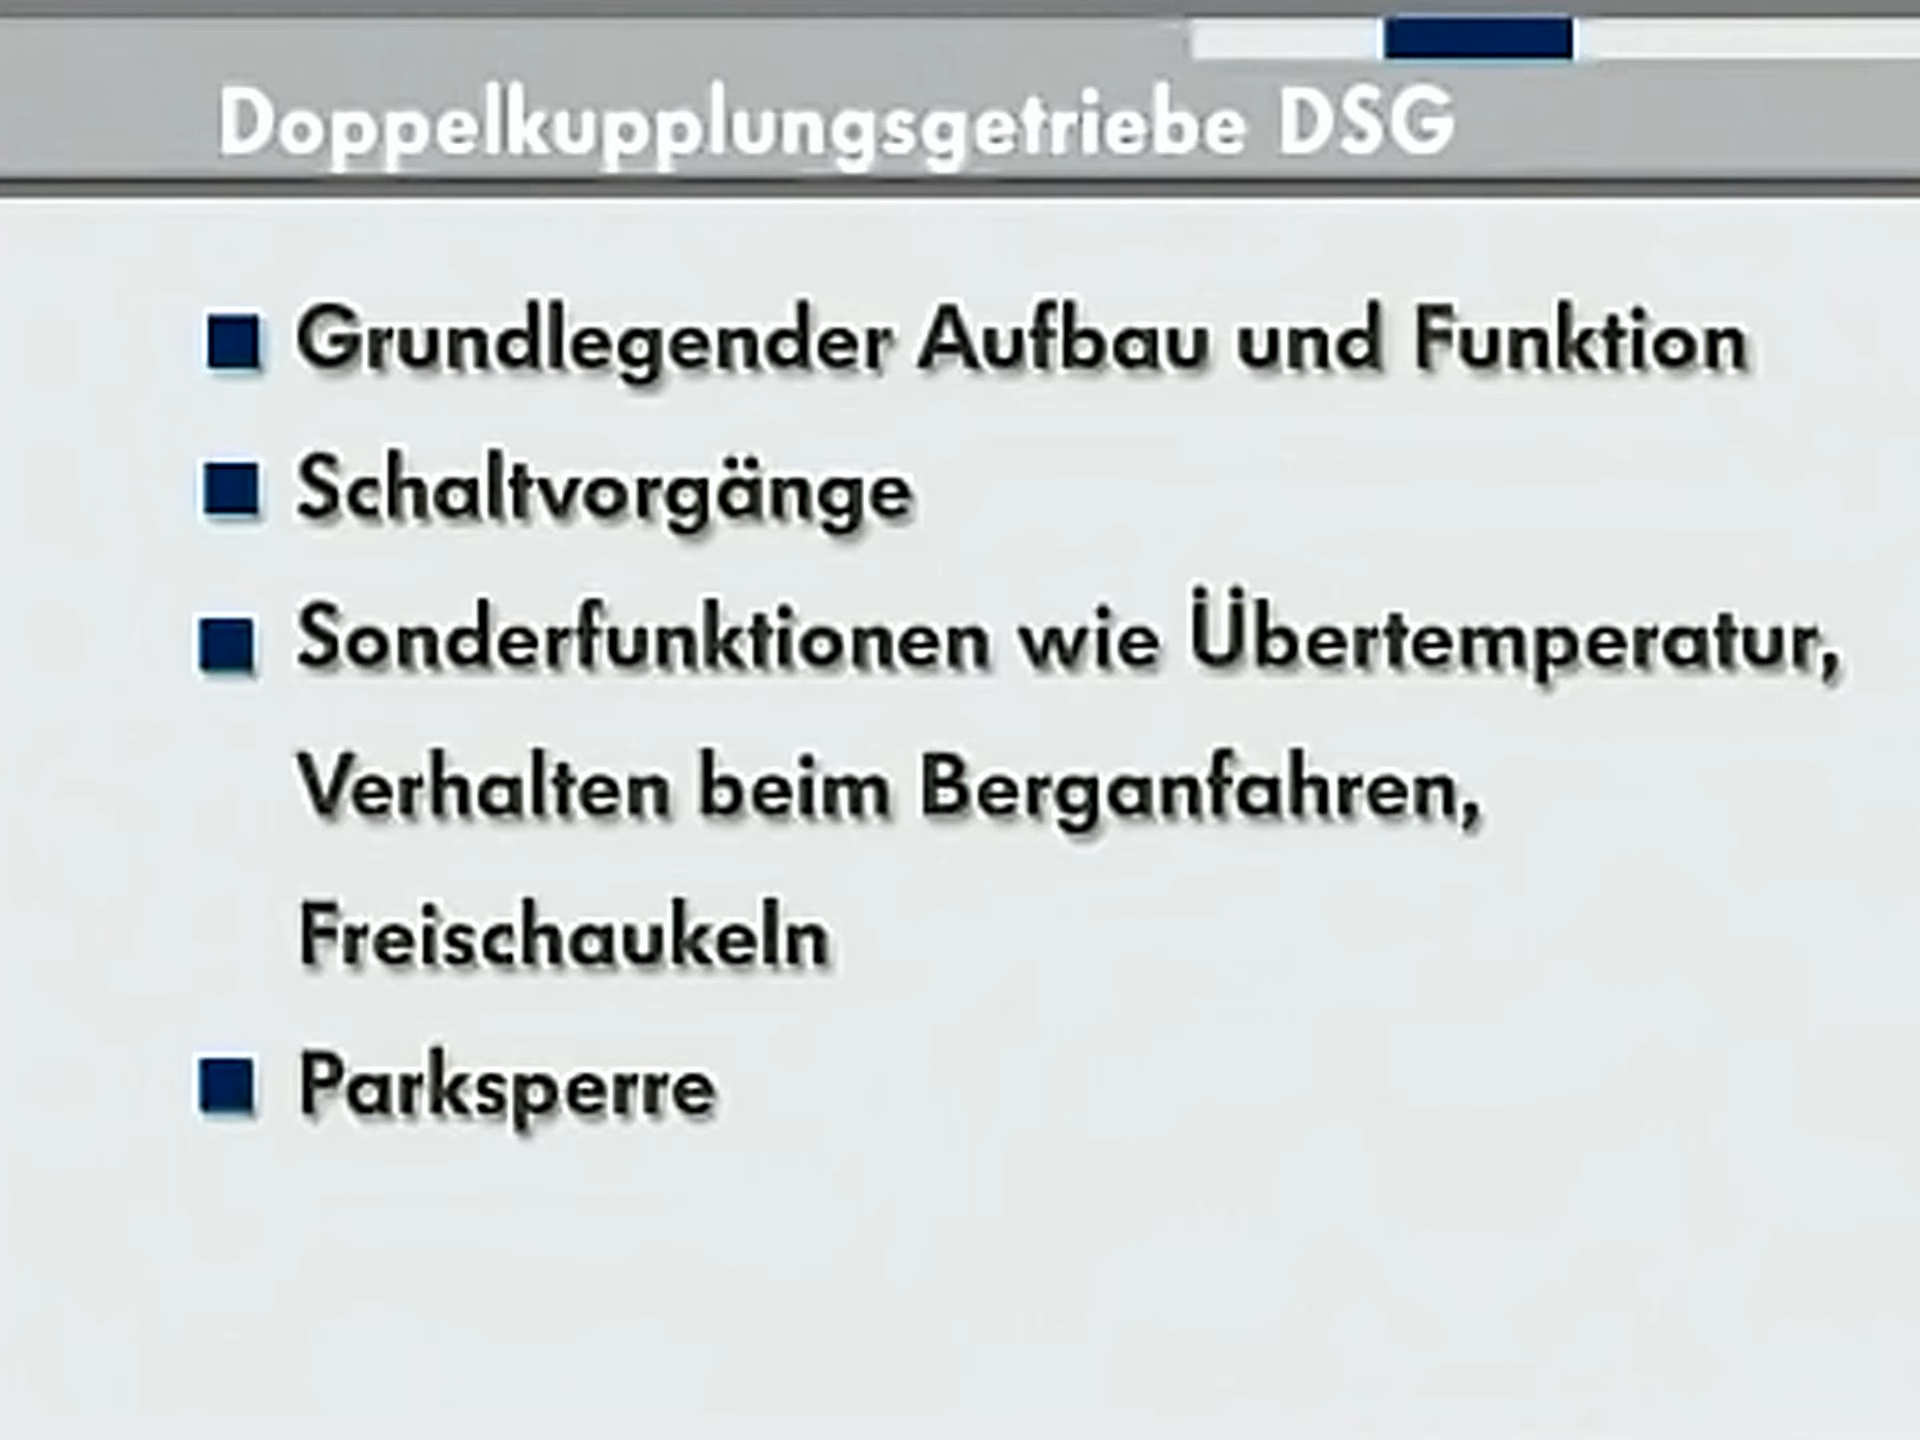 Doppelkupplungsgetriebe DSG
Grundlegender Aufbau und Funktion
Schaltvorgänge
Sonderfunktionen wie Übertemperatur,
Verhalten beim Berganfahren,
Freischaukeln
Parksperre